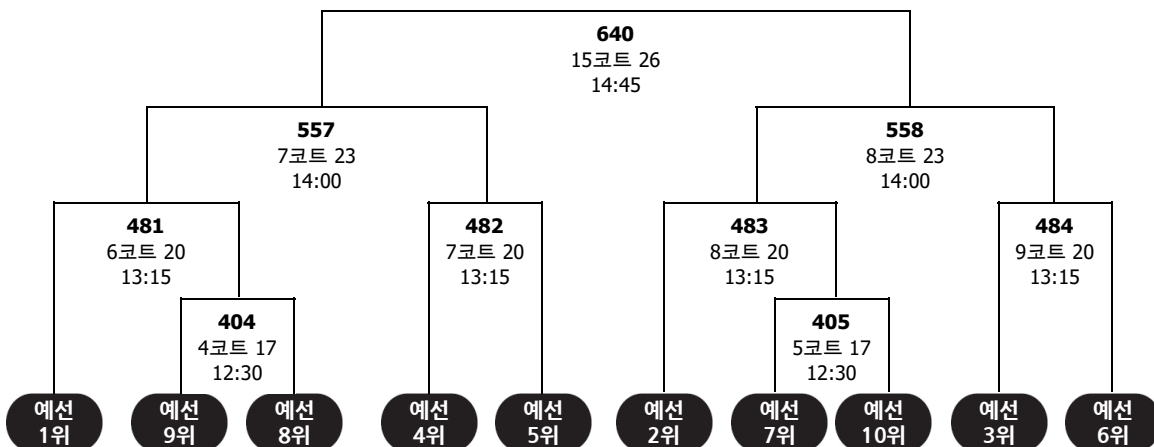 640
15코트 26
14:45
557
7코트 23
14:00
558
8코트 23
14:00
481
6코트 20
13:15
482
7코트 20
13:15
483
8코트 20
13:15
484
9코트 20
13:15
404
4코트 17
12:30
405
5코트 17
12:30
예선
1위
예선
9위
예선
8위
예선
4위
예선
5위
예선
2위
예선
7위
예선
10위
예선
3위
예선
6위